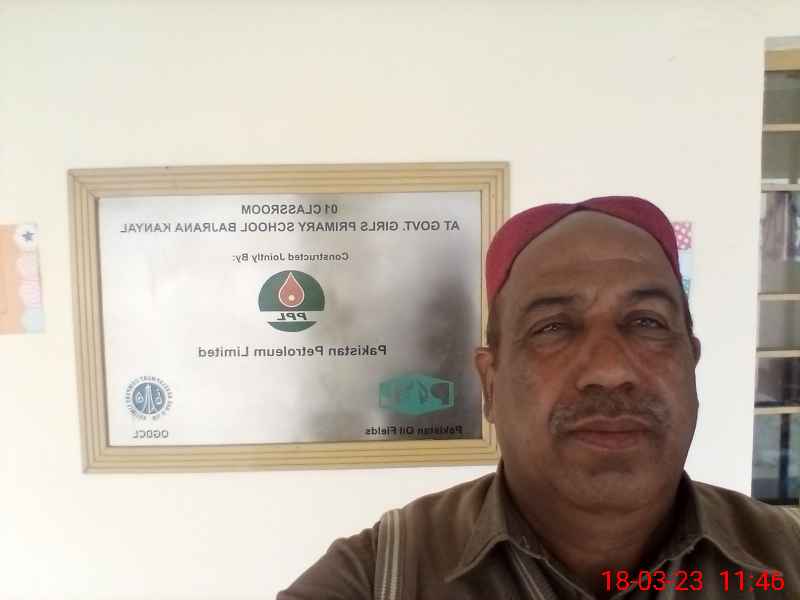 01 CLASSROOM
AT GOVT. GIRLS PRIMARY SCHOOL BAJRANA KANYAL
Constructed Jointly By:
PPL
Pakistan Petroleum Limited
Pakistan Oil Fields
OGDCL
18-03-23 11:46